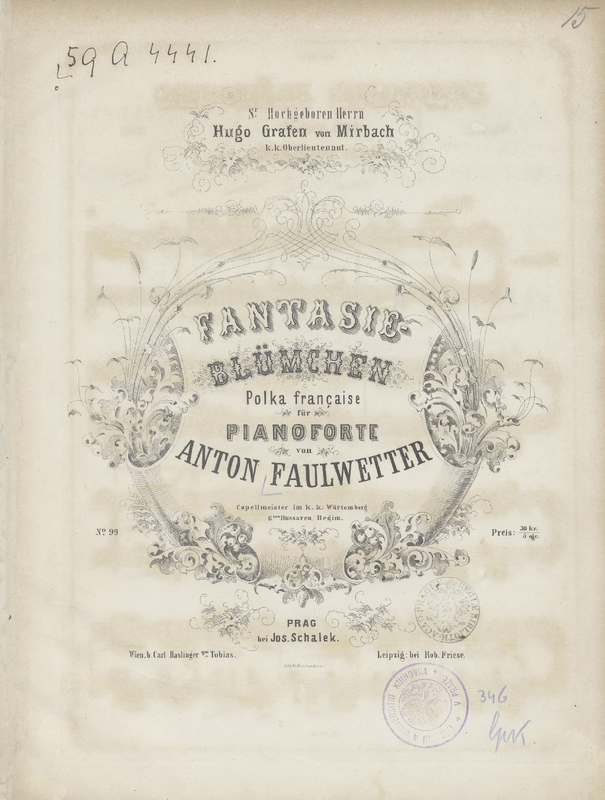 15
59 A 4441.
Sr Hochgeboren Herrn
Hugo Grafen von Mirbach
k.k. Oberlieutenant.
FANTASIE-
BLÜMCHEN
Polka française
für
PIANOFORTE
von
ANTON FAULWETTER
Capellmeister im k. k. Würtemberg
6ten Hussaren Regim.
No 99
Preis: 30 kr. / 5 ngr.
PRAG
bei Jos. Schalek.
Wien: b. Carl Haslinger qm Tobias.
Leipzig: bei Rob. Friese.
346